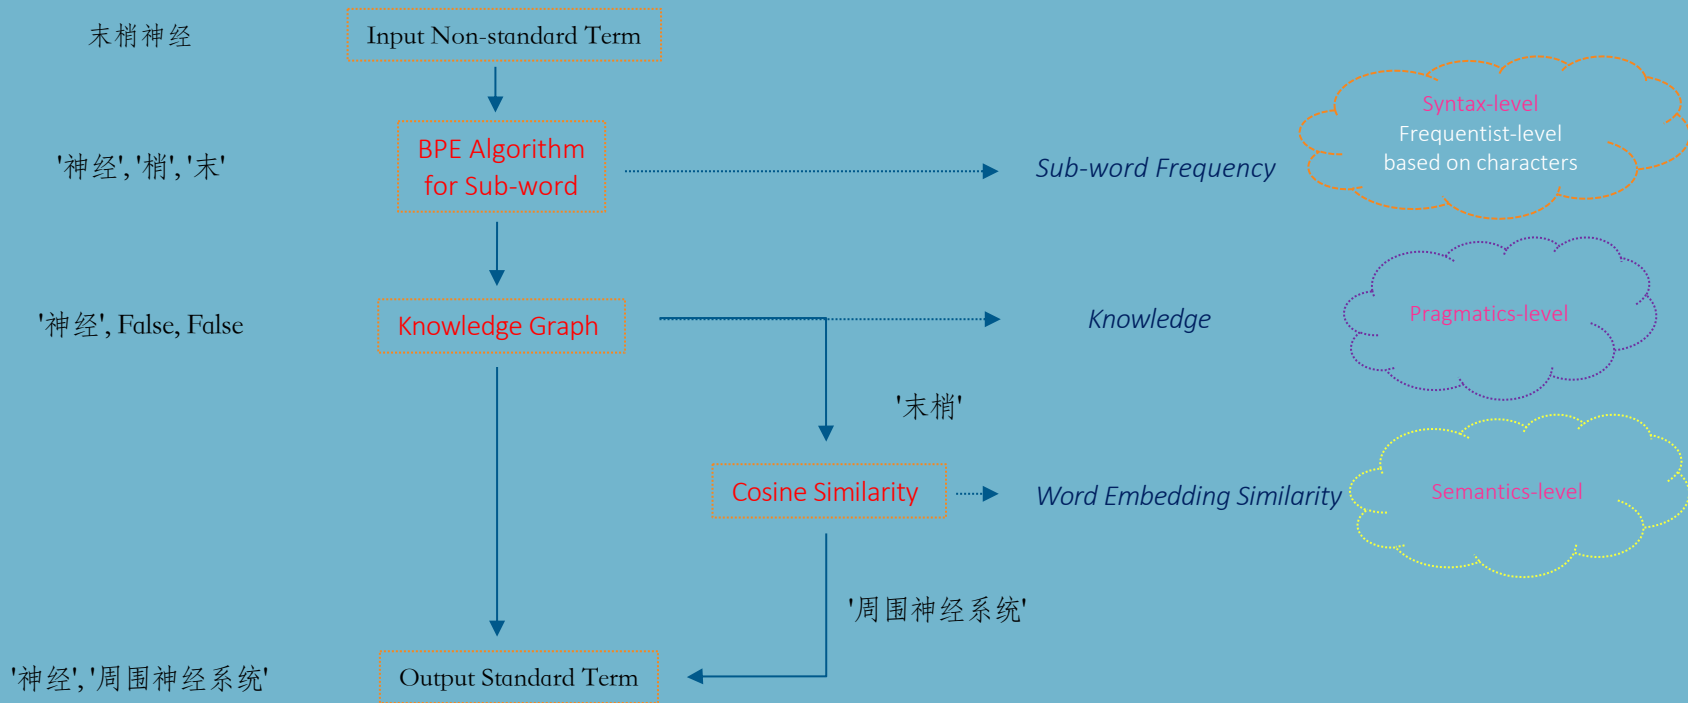 末梢神经
Input Non-standard Term
Syntax-level
Frequentist-level
based on characters
'神经', '梢', '末'
BPE Algorithm
for Sub-word
Sub-word Frequency
'神经', False, False
Knowledge Graph
Knowledge
Pragmatics-level
'末梢'
Cosine Similarity
Word Embedding Similarity
Semantics-level
'周围神经系统'
'神经', '周围神经系统'
Output Standard Term